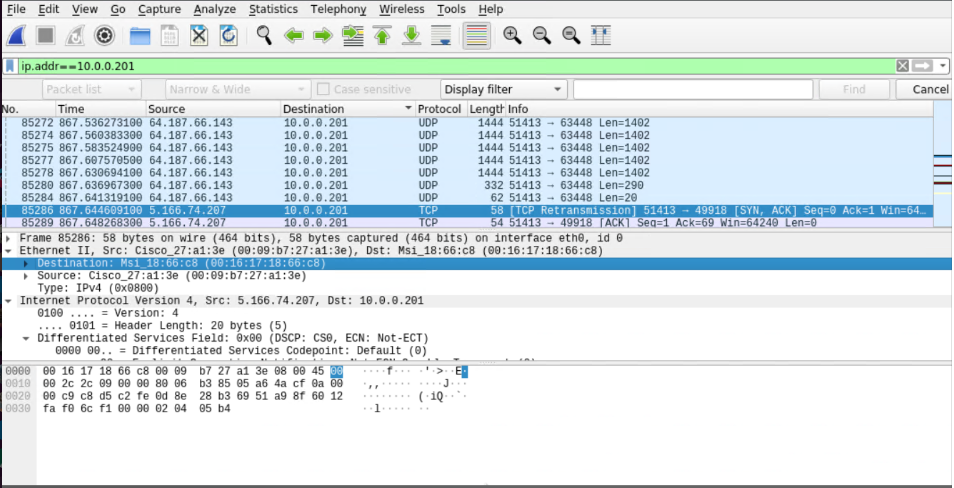 File Edit View Go Capture Analyze Statistics Telephony Wireless Tools Help
ip.addr==10.0.0.201
Packet list Narrow & Wide Case sensitive Display filter Find Cancel
No. Time Source Destination Protocol Length Info
85272 867.536273100 64.187.66.143 10.0.0.201 UDP 1444 51413 → 63448 Len=1402
85274 867.560383300 64.187.66.143 10.0.0.201 UDP 1444 51413 → 63448 Len=1402
85275 867.583524900 64.187.66.143 10.0.0.201 UDP 1444 51413 → 63448 Len=1402
85277 867.607570500 64.187.66.143 10.0.0.201 UDP 1444 51413 → 63448 Len=1402
85278 867.630694100 64.187.66.143 10.0.0.201 UDP 1444 51413 → 63448 Len=1402
85280 867.636967300 64.187.66.143 10.0.0.201 UDP 332 51413 → 63448 Len=290
85284 867.641319100 64.187.66.143 10.0.0.201 UDP 62 51413 → 63448 Len=20
85286 867.644609100 5.166.74.207 10.0.0.201 TCP 58 [TCP Retransmission] 51413 → 49918 [SYN, ACK] Seq=0 Ack=1 Win=64…
85289 867.648268300 5.166.74.207 10.0.0.201 TCP 54 51413 → 49918 [ACK] Seq=1 Ack=69 Win=64240 Len=0
Frame 85286: 58 bytes on wire (464 bits), 58 bytes captured (464 bits) on interface eth0, id 0
Ethernet II, Src: Cisco_27:a1:3e (00:09:b7:27:a1:3e), Dst: Msi_18:66:c8 (00:16:17:18:66:c8)
Destination: Msi_18:66:c8 (00:16:17:18:66:c8)
Source: Cisco_27:a1:3e (00:09:b7:27:a1:3e)
Type: IPv4 (0x0800)
Internet Protocol Version 4, Src: 5.166.74.207, Dst: 10.0.0.201
0100 .... = Version: 4
.... 0101 = Header Length: 20 bytes (5)
Differentiated Services Field: 0x00 (DSCP: CS0, ECN: Not-ECT)
0000 00.. = Differentiated Services Codepoint: Default (0)
0000 00 16 17 18 66 c8 00 09 b7 27 a1 3e 08 00 45 00 ····f··· ·'·>··E·
0010 00 2c 2c 09 00 00 80 06 b3 85 05 a6 4a cf 0a 00 ·,,····· ····J···
0020 00 c9 c8 d5 c2 fe 0d 8e 28 b3 69 51 a9 8f 60 12 ········ (·iQ··`·
0030 fa f0 6c f1 00 00 02 04 05 b4 ··l····· ··